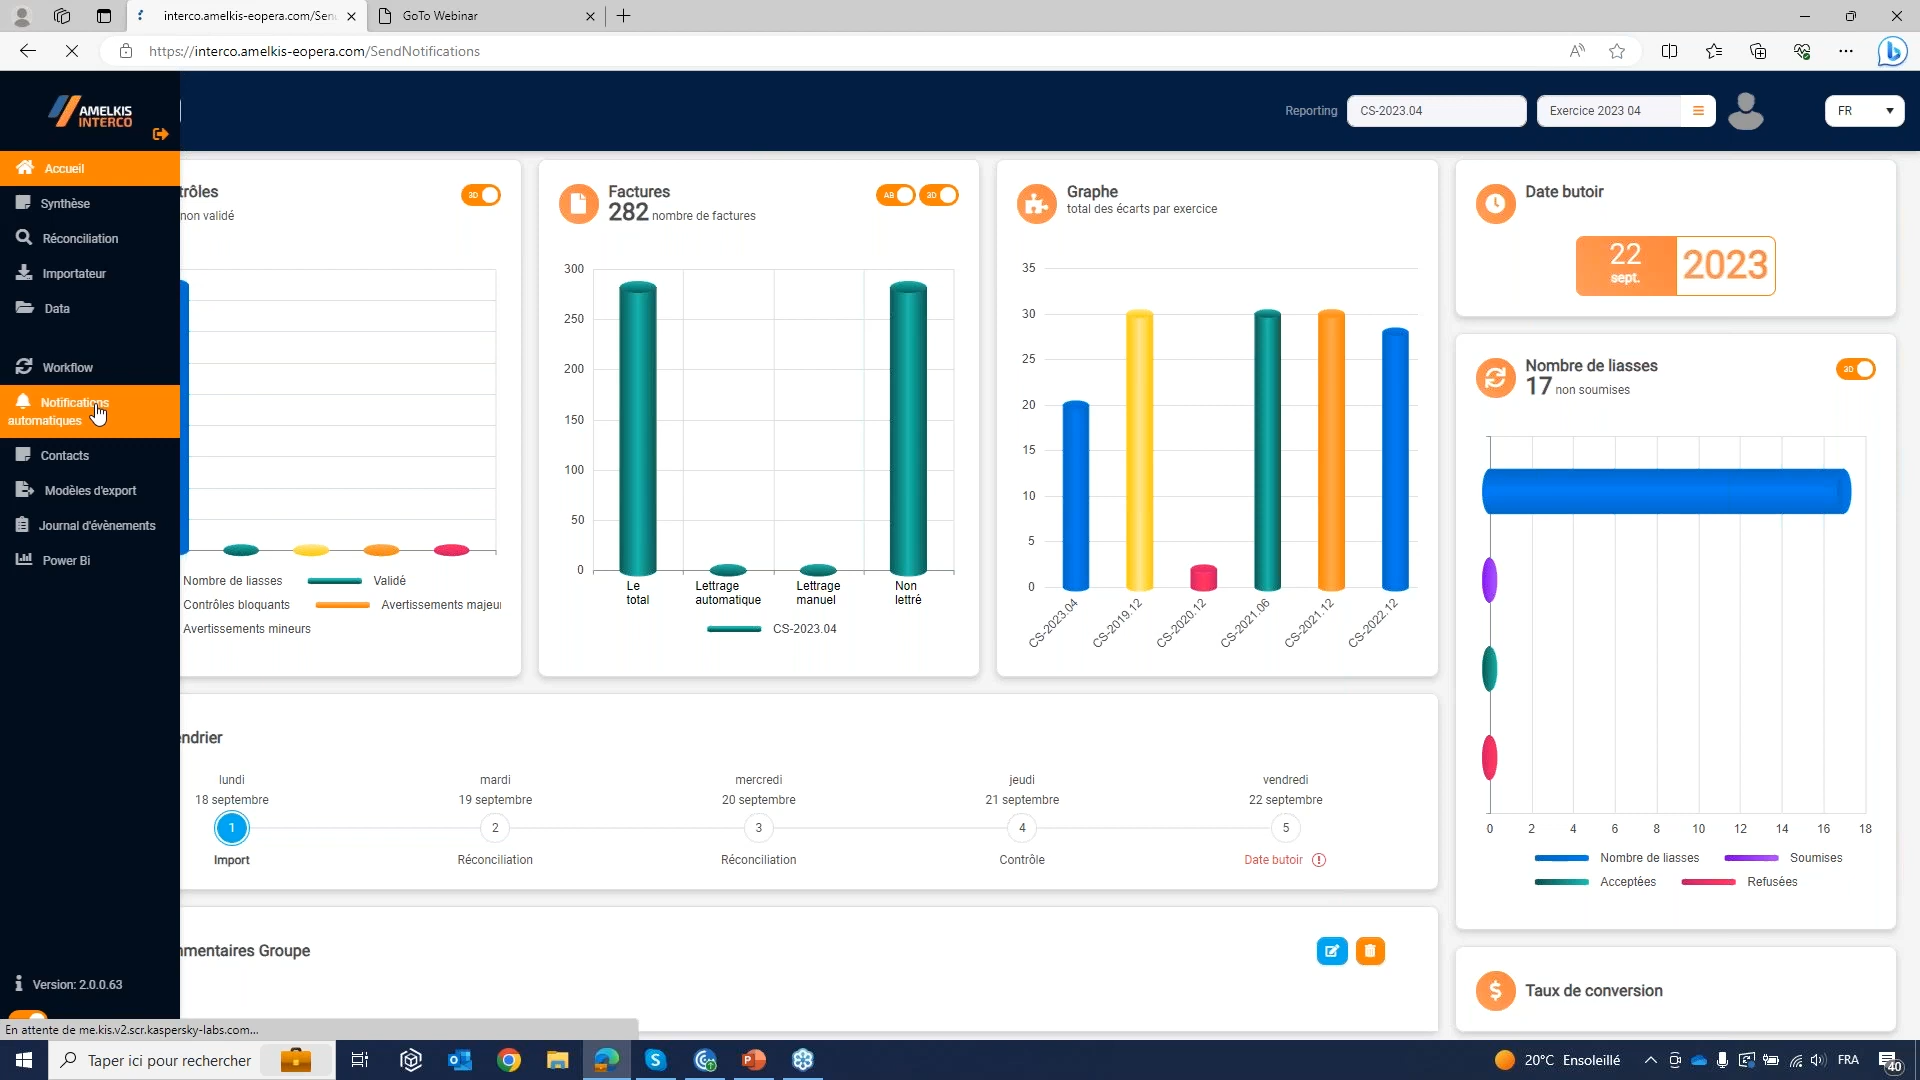 interco.amelkis-eopera.com/Sen
GoTo Webinar
https://interco.amelkis-eopera.com/SendNotifications
AMELKIS
INTERCO
Reporting
CS-2023.04
Exercice 2023 04
FR
Accueil
Synthèse
Réconciliation
Importateur
Data
Workflow
Notifications
automatiques
Contacts
Modèles d'export
Journal d'évènements
Power Bi
Version: 2.0.0.63
trôles
non validé
3D
Nombre de liasses
Validé
Contrôles bloquants
Avertissements majeu
Avertissements mineurs
Factures
282 nombre de factures
AB
3D
300
250
200
150
100
50
0
Le
total
Lettrage
automatique
Lettrage
manuel
Non
lettré
CS-2023.04
Graphe
total des écarts par exercice
35
30
25
20
15
10
5
0
CS-2023.04
CS-2019.12
CS-2020.12
CS-2021.06
CS-2021.12
CS-2022.12
Date butoir
22
sept.
2023
Nombre de liasses
17 non soumises
3D
0 2 4 6 8 10 12 14 16 18
Nombre de liasses
Soumises
Acceptées
Refusées
endrier
lundi
18 septembre
1
Import
mardi
19 septembre
2
Réconciliation
mercredi
20 septembre
3
Réconciliation
jeudi
21 septembre
4
Contrôle
vendredi
22 septembre
5
Date butoir
mmentaires Groupe
$
Taux de conversion
En attente de me.kis.v2.scr.kaspersky-labs.com...
Taper ici pour rechercher
20°C Ensoleillé
FRA
40